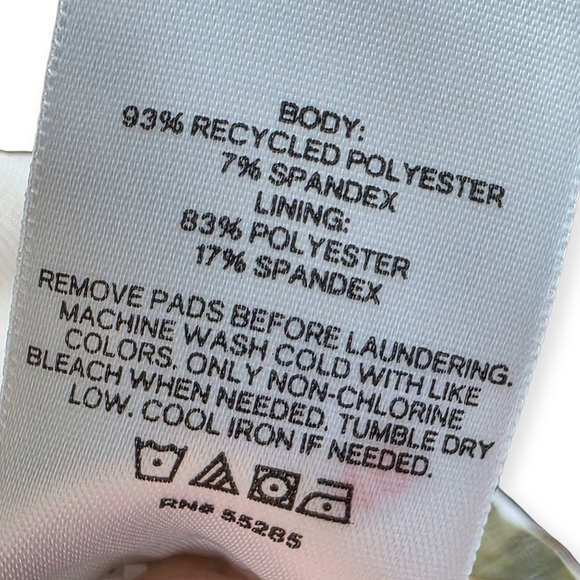 BODY:
93% RECYCLED POLYESTER
7% SPANDEX
LINING:
83% POLYESTER
17% SPANDEX
REMOVE PADS BEFORE LAUNDERING.
MACHINE WASH COLD WITH LIKE
COLORS. ONLY NON-CHLORINE
BLEACH WHEN NEEDED. TUMBLE DRY
LOW. COOL IRON IF NEEDED.
RN# 55285